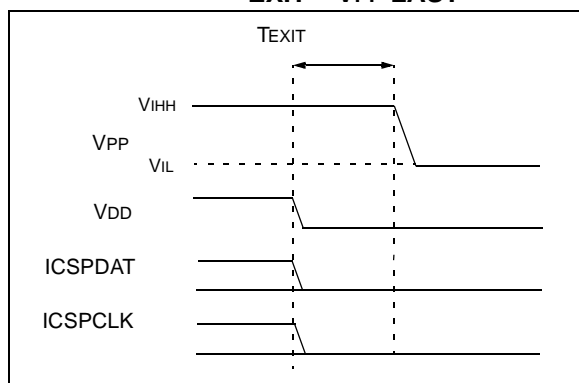 EXIT – VPP LAST
TEXIT
VIHH
VPP
VIL
VDD
ICSPDAT
ICSPCLK